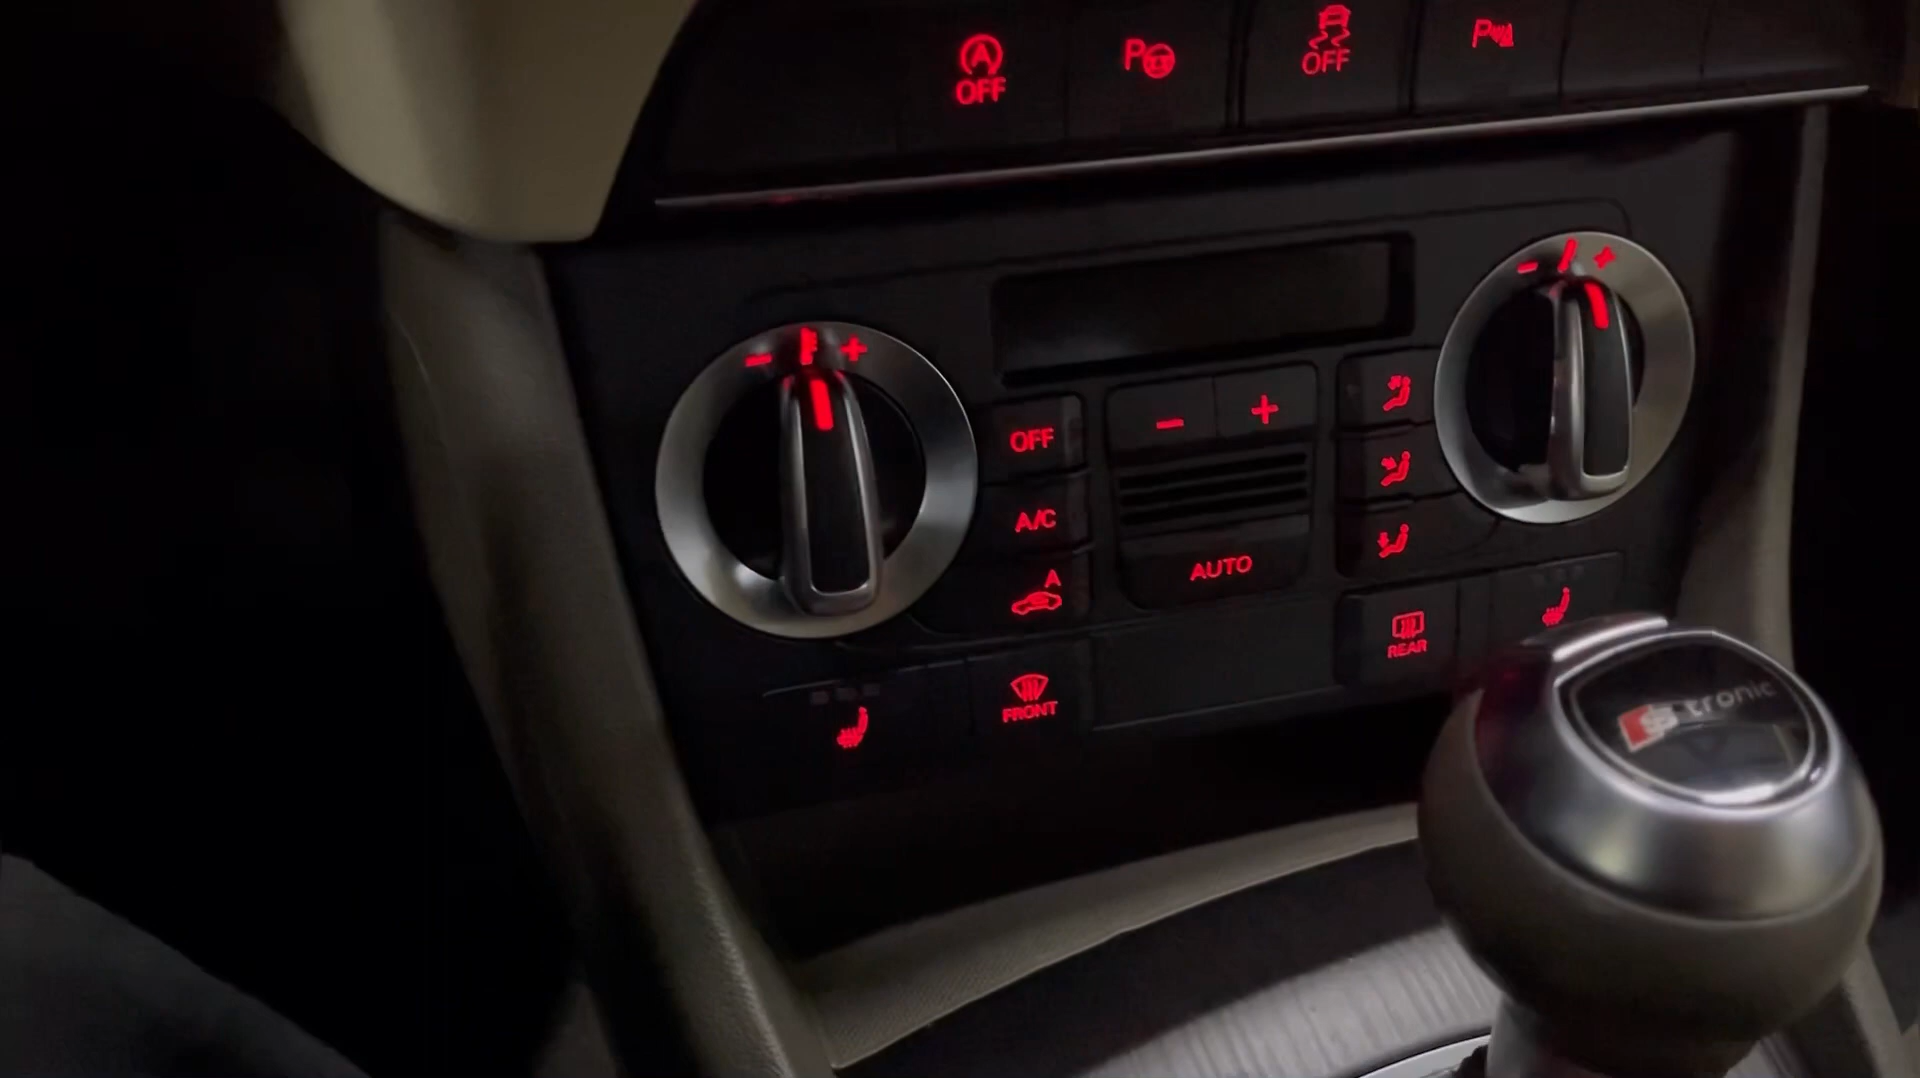 A
OFF
P
OFF
P
- +
- +
OFF
- +
A/C
AUTO
A
REAR
FRONT
S tronic